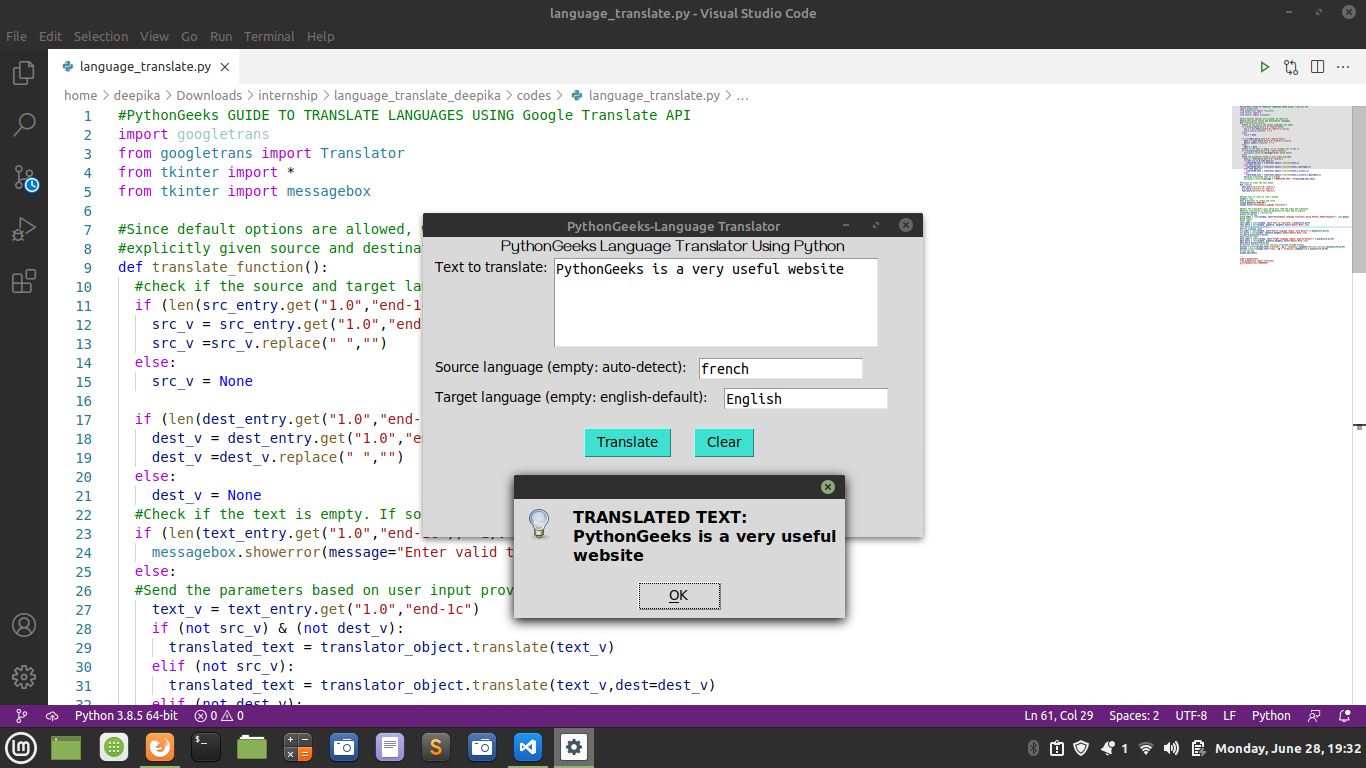 language_translate.py - Visual Studio Code
File Edit Selection View Go Run Terminal Help
language_translate.py
home > deepika > Downloads > internship > language_translate_deepika > codes > language_translate.py > ...
1 #PythonGeeks GUIDE TO TRANSLATE LANGUAGES USING Google Translate API
2 import googletrans
3 from googletrans import Translator
4 from tkinter import *
5 from tkinter import messagebox
6
7 #Since default options are allowed,
8 #explicitly given source and destina
9 def translate_function():
10 #check if the source and target la
11 if (len(src_entry.get("1.0","end-1
12 src_v = src_entry.get("1.0","end
13 src_v =src_v.replace(" ","")
14 else:
15 src_v = None
16
17 if (len(dest_entry.get("1.0","end-
18 dest_v = dest_entry.get("1.0","e
19 dest_v =dest_v.replace(" ","")
20 else:
21 dest_v = None
22 #Check if the text is empty. If so
23 if (len(text_entry.get("1.0","end-
24 messagebox.showerror(message="Enter valid t
25 else:
26 #Send the parameters based on user input prov
27 text_v = text_entry.get("1.0","end-1c")
28 if (not src_v) & (not dest_v):
29 translated_text = translator_object.translate(text_v)
30 elif (not src_v):
31 translated_text = translator_object.translate(text_v,dest=dest_v)
32 elif (not dest_v):
PythonGeeks-Language Translator
PythonGeeks Language Translator Using Python
Text to translate: PythonGeeks is a very useful website
Source language (empty: auto-detect): french
Target language (empty: english-default): English
Translate Clear
TRANSLATED TEXT:
PythonGeeks is a very useful
website
OK
Python 3.8.5 64-bit 0 0 Ln 61, Col 29 Spaces: 2 UTF-8 LF Python
1 Monday, June 28, 19:32